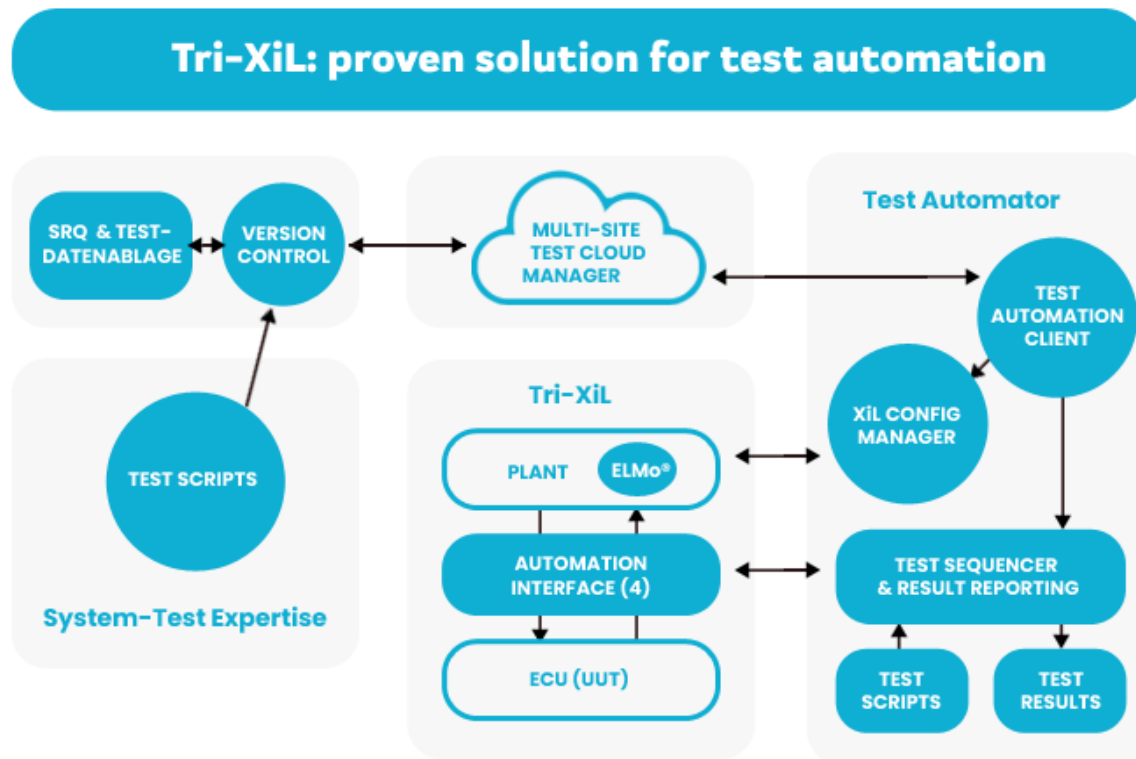 Tri-XiL: proven solution for test automation
SRQ & TEST-
DATENABLAGE
VERSION
CONTROL
MULTI-SITE
TEST CLOUD
MANAGER
Test Automator
TEST
AUTOMATION
CLIENT
XiL CONFIG
MANAGER
TEST SCRIPTS
System-Test Expertise
Tri-XiL
PLANT
ELMo®
AUTOMATION
INTERFACE (4)
ECU (UUT)
TEST SEQUENCER
& RESULT REPORTING
TEST
SCRIPTS
TEST
RESULTS